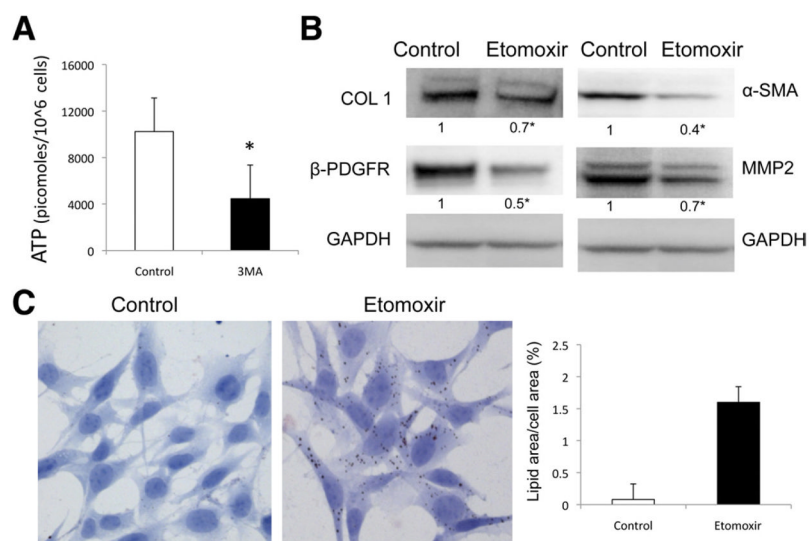 A
ATP (picomoles/10^6 cells)
16000
12000
8000
4000
0
*
Control
3MA
B
Control Etomoxir Control Etomoxir
COL 1
α-SMA
1 0.7* 1 0.4*
β-PDGFR
MMP2
1 0.5* 1 0.7*
GAPDH
GAPDH
C
Control
Etomoxir
Lipid area/cell area (%)
2.5
2
1.5
1
0.5
0
Control
Etomoxir